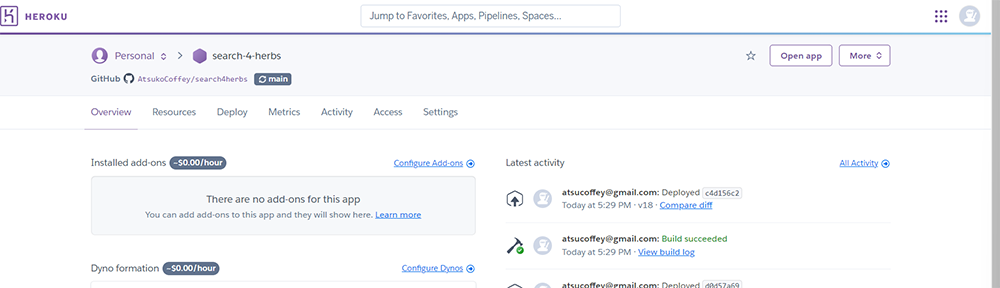 HEROKU
Jump to Favorites, Apps, Pipelines, Spaces...
Personal
search-4-herbs
Open app
More
GitHub AtsukoCoffey/search4herbs main
Overview Resources Deploy Metrics Activity Access Settings
Installed add-ons ~$0.00/hour
Configure Add-ons
There are no add-ons for this app
You can add add-ons to this app and they will show here. Learn more
Dyno formation ~$0.00/hour
Configure Dynos
Latest activity
All Activity
atsucoffey@gmail.com: Deployed c4d156c2
Today at 5:29 PM · v18 · Compare diff
atsucoffey@gmail.com: Build succeeded
Today at 5:29 PM · View build log
atsucoffey@gmail.com: Deployed d0d57a69